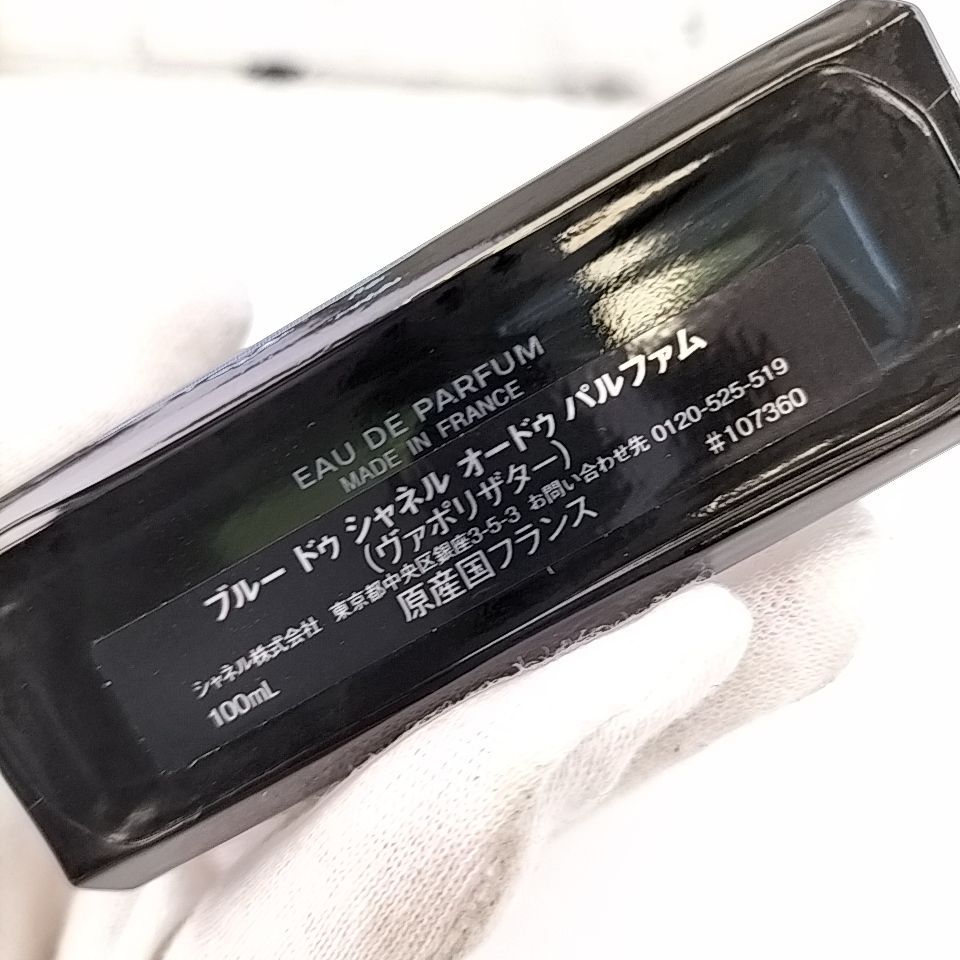 EAU DE PARFUM
MADE IN FRANCE
ブルー ドゥ シャネル オードゥ パルファム
(ヴァポリザター)
シャネル株式会社 東京都中央区銀座3-5-3 お問い合わせ先 0120-525-519
原産国フランス
100mL
#107360